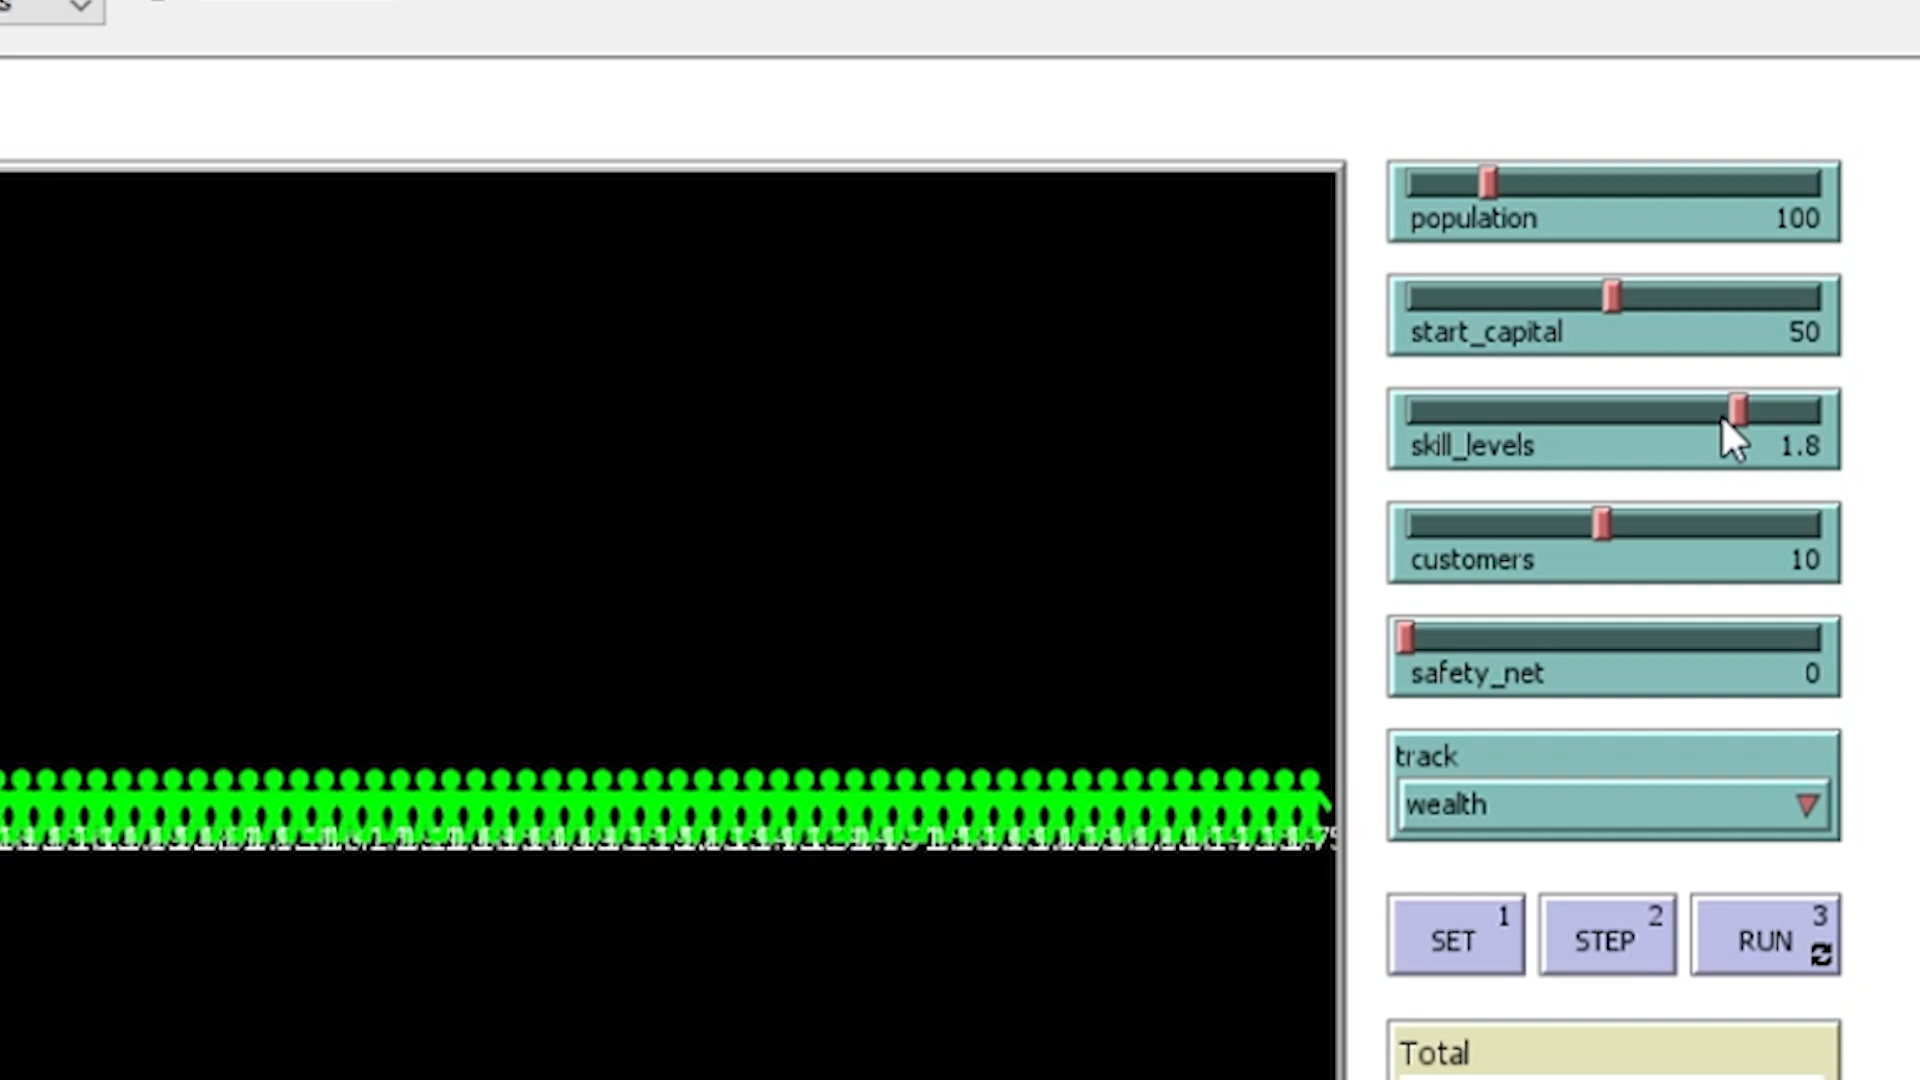 s
population 100
start_capital 50
skill_levels 1.8
customers 10
safety_net 0
track
wealth
SET 1
STEP 2
RUN 3
Total